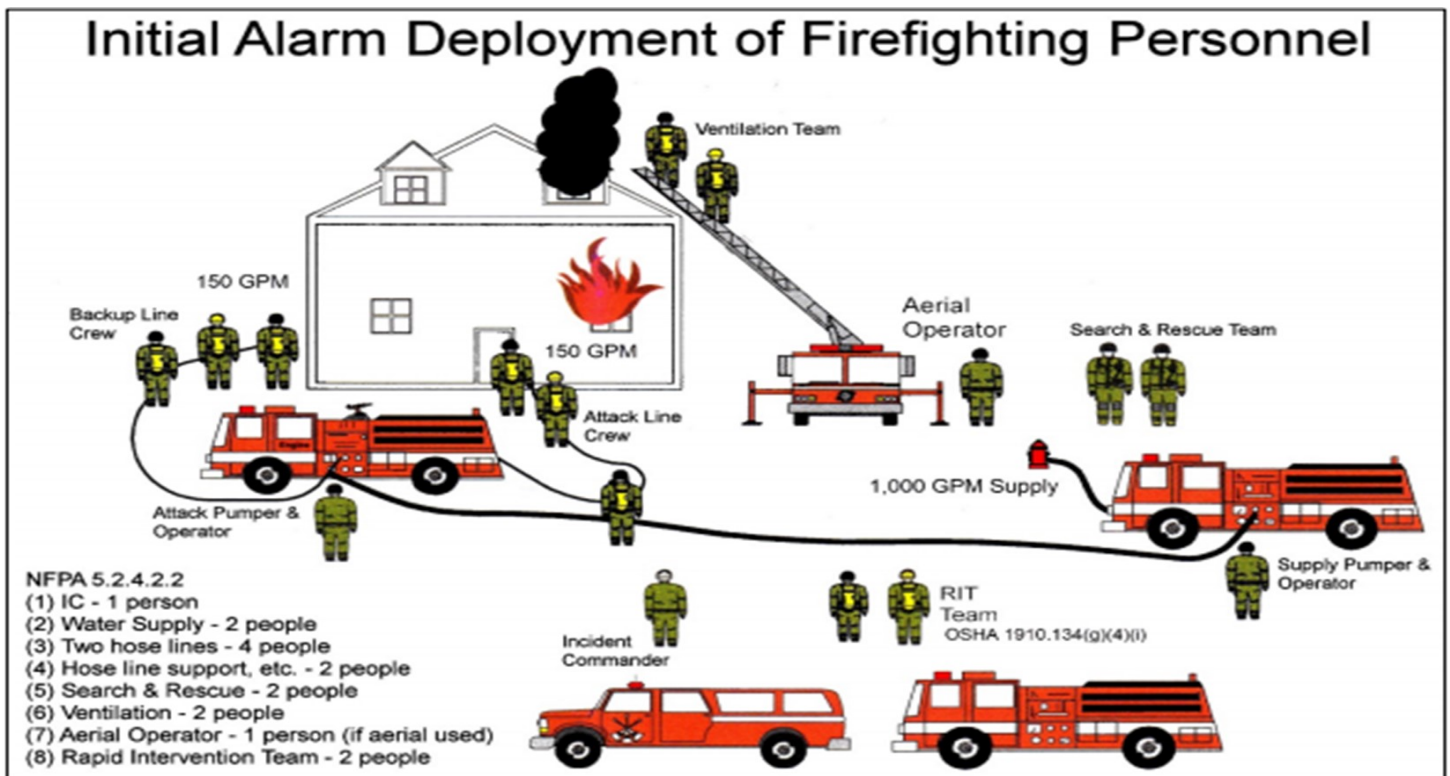 Initial Alarm Deployment of Firefighting Personnel
Ventilation Team
150 GPM
Backup Line
Crew
150 GPM
Aerial
Operator
Search & Rescue Team
Attack Line
Crew
1,000 GPM Supply
Engine
Attack Pumper &
Operator
Supply Pumper &
Operator
NFPA 5.2.4.2.2
(1) IC - 1 person
(2) Water Supply - 2 people
(3) Two hose lines - 4 people
(4) Hose line support, etc. - 2 people
(5) Search & Rescue - 2 people
(6) Ventilation - 2 people
(7) Aerial Operator - 1 person (if aerial used)
(8) Rapid Intervention Team - 2 people
Incident
Commander
RIT
Team
OSHA 1910.134(g)(4)(i)